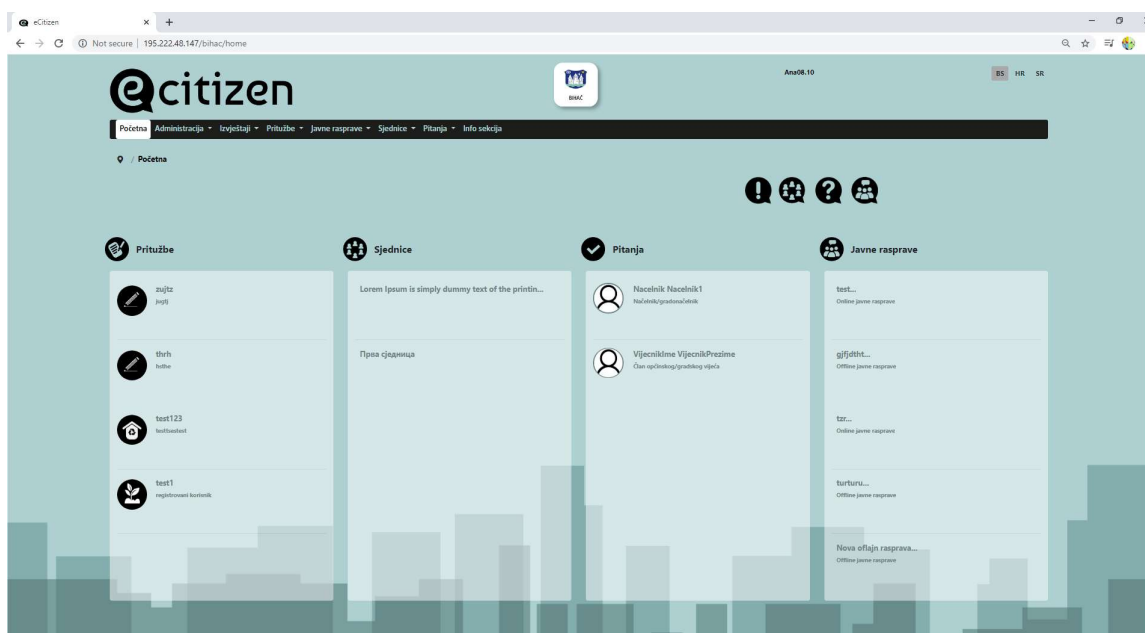 eCitizen
Not secure | 195.222.48.147/bihac/home
ecitizen
BIHAĆ
Ana08.10
BS HR SR
Početna Administracija Izvještaji Pritužbe Javne rasprave Sjednice Pitanja Info sekcija
/ Početna
Pritužbe
zujtz
jugtj
thrh
hsthe
test123
testtestest
test1
registrovani korisnik
Sjednice
Lorem Ipsum is simply dummy text of the printin...
Прва сједница
Pitanja
Nacelnik Nacelnik1
Načelnik/gradonačelnik
VijecnikIme VijecnikPrezime
Član općinskog/gradskog vijeća
Javne rasprave
test...
Online javne rasprave
gjfjdtht...
Offline javne rasprave
tzr...
Online javne rasprave
turturu...
Offline javne rasprave
Nova oflajn rasprava...
Offline javne rasprave